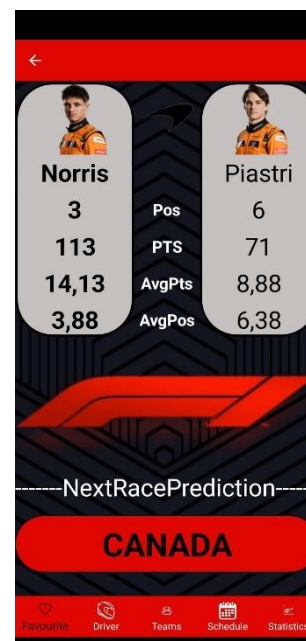 Norris Piastri
3 Pos 6
113 PTS 71
14,13 AvgPts 8,88
3,88 AvgPos 6,38
------NextRacePrediction-----
CANADA
Favourite Driver Teams Schedule Statistics